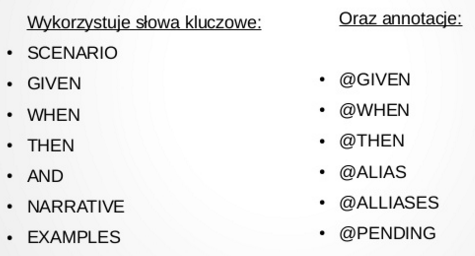 Wykorzystuje słowa kluczowe:
• SCENARIO
• GIVEN
• WHEN
• THEN
• AND
• NARRATIVE
• EXAMPLES
Oraz annotacje:
• @GIVEN
• @WHEN
• @THEN
• @ALIAS
• @ALLIASES
• @PENDING